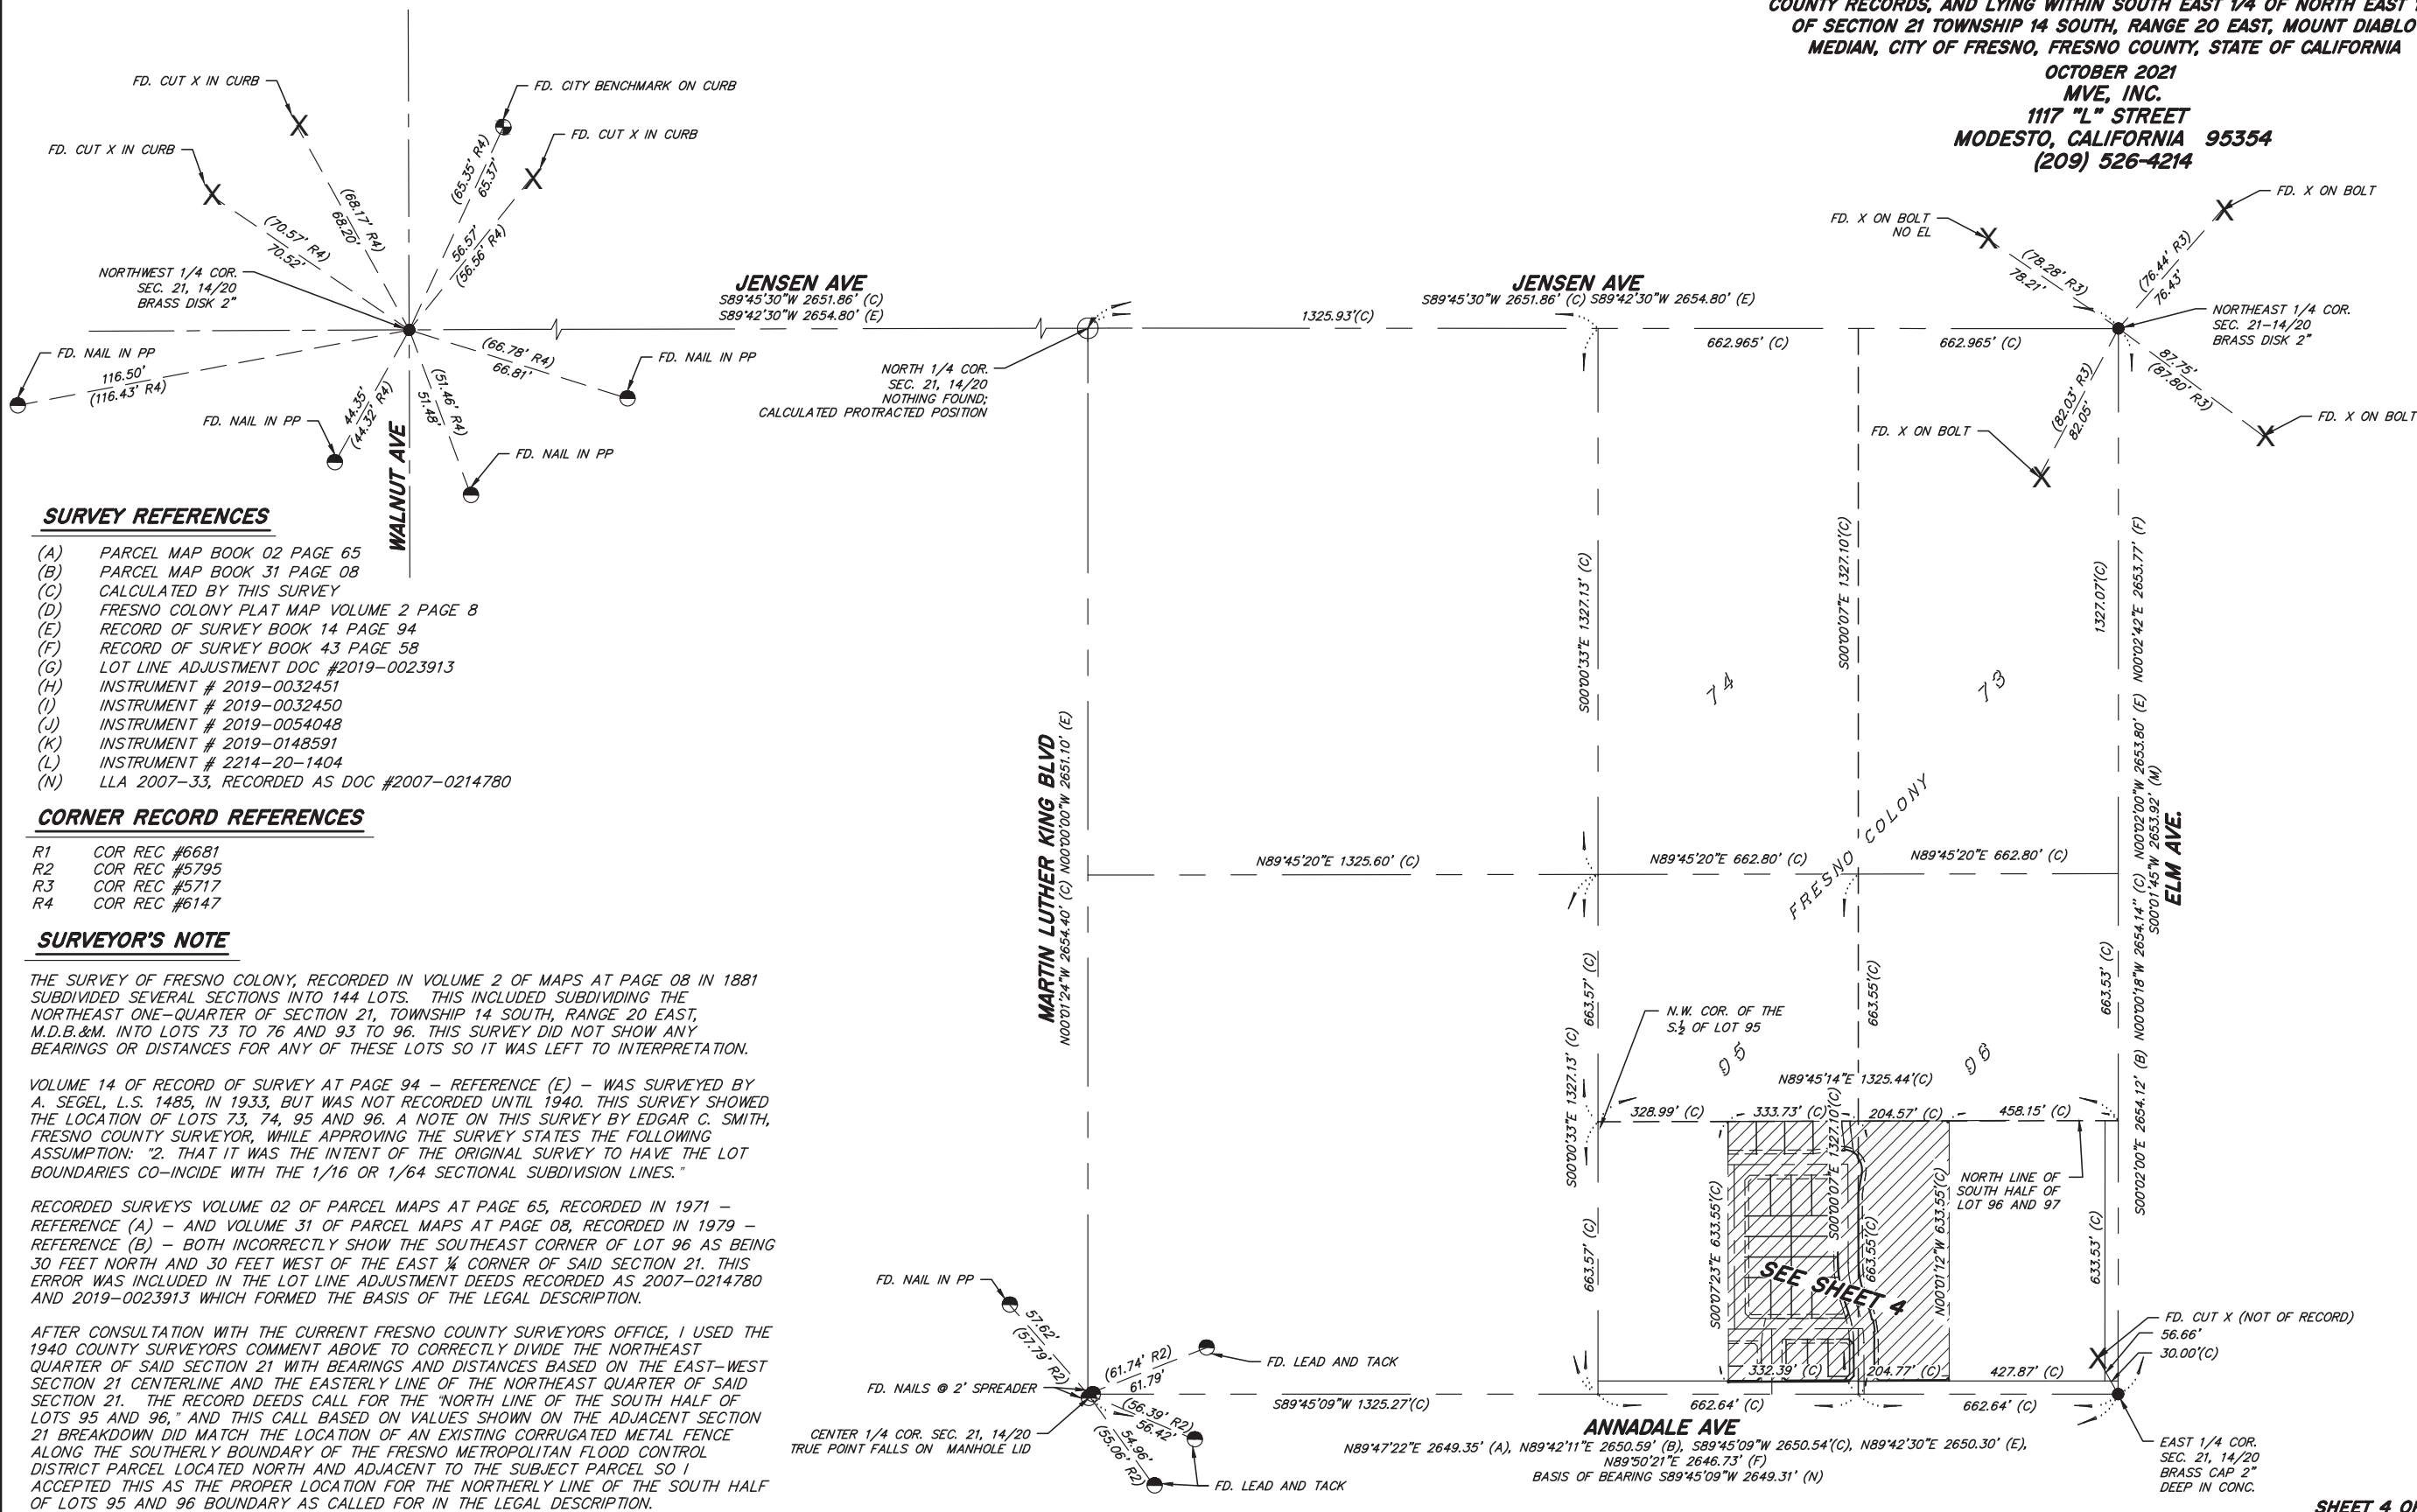 COUNTY RECORDS, AND LYING WITHIN SOUTH EAST 1/4 OF NORTH EAST
OF SECTION 21 TOWNSHIP 14 SOUTH, RANGE 20 EAST, MOUNT DIABLO
MEDIAN, CITY OF FRESNO, FRESNO COUNTY, STATE OF CALIFORNIA
OCTOBER 2021
MVE, INC.
1117 "L" STREET
MODESTO, CALIFORNIA 95354
(209) 526-4214
FD. CUT X IN CURB
FD. CITY BENCHMARK ON CURB
FD. CUT X IN CURB
FD. CUT X IN CURB
X
X
X
(65.35' R4)
65.37'
(68.17' R4)
68.20'
(70.57' R4)
70.52'
56.57'
(56.56' R4)
NORTHWEST 1/4 COR.
SEC. 21, 14/20
BRASS DISK 2"
FD. NAIL IN PP
116.50'
(116.43' R4)
(66.78' R4)
66.81'
FD. NAIL IN PP
44.35'
(44.32' R4)
(51.46' R4)
51.48'
FD. NAIL IN PP
FD. NAIL IN PP
WALNUT AVE
JENSEN AVE
S89°45'30"W 2651.86' (C)
S89°42'30"W 2654.80' (E)
NORTH 1/4 COR.
SEC. 21, 14/20
NOTHING FOUND;
CALCULATED PROTRACTED POSITION
JENSEN AVE
S89°45'30"W 2651.86' (C) S89°42'30"W 2654.80' (E)
1325.93'(C)
662.965' (C)
662.965' (C)
FD. X ON BOLT
NO EL
FD. X ON BOLT
X
X
(78.28' R3)
78.21'
(76.44' R3)
76.43'
NORTHEAST 1/4 COR.
SEC. 21-14/20
BRASS DISK 2"
87.75'
(87.80' R3)
(82.03' R3)
82.05'
FD. X ON BOLT
FD. X ON BOLT
X
X
SURVEY REFERENCES
(A) PARCEL MAP BOOK 02 PAGE 65
(B) PARCEL MAP BOOK 31 PAGE 08
(C) CALCULATED BY THIS SURVEY
(D) FRESNO COLONY PLAT MAP VOLUME 2 PAGE 8
(E) RECORD OF SURVEY BOOK 14 PAGE 94
(F) RECORD OF SURVEY BOOK 43 PAGE 58
(G) LOT LINE ADJUSTMENT DOC #2019-0023913
(H) INSTRUMENT # 2019-0032451
(I) INSTRUMENT # 2019-0032450
(J) INSTRUMENT # 2019-0054048
(K) INSTRUMENT # 2019-0148591
(L) INSTRUMENT # 2214-20-1404
(N) LLA 2007-33, RECORDED AS DOC #2007-0214780
CORNER RECORD REFERENCES
R1 COR REC #6681
R2 COR REC #5795
R3 COR REC #5717
R4 COR REC #6147
SURVEYOR'S NOTE
THE SURVEY OF FRESNO COLONY, RECORDED IN VOLUME 2 OF MAPS AT PAGE 08 IN 1881
SUBDIVIDED SEVERAL SECTIONS INTO 144 LOTS. THIS INCLUDED SUBDIVIDING THE
NORTHEAST ONE-QUARTER OF SECTION 21, TOWNSHIP 14 SOUTH, RANGE 20 EAST,
M.D.B.&M. INTO LOTS 73 TO 76 AND 93 TO 96. THIS SURVEY DID NOT SHOW ANY
BEARINGS OR DISTANCES FOR ANY OF THESE LOTS SO IT WAS LEFT TO INTERPRETATION.
VOLUME 14 OF RECORD OF SURVEY AT PAGE 94 - REFERENCE (E) - WAS SURVEYED BY
A. SEGEL, L.S. 1485, IN 1933, BUT WAS NOT RECORDED UNTIL 1940. THIS SURVEY SHOWED
THE LOCATION OF LOTS 73, 74, 95 AND 96. A NOTE ON THIS SURVEY BY EDGAR C. SMITH,
FRESNO COUNTY SURVEYOR, WHILE APPROVING THE SURVEY STATES THE FOLLOWING
ASSUMPTION: "2. THAT IT WAS THE INTENT OF THE ORIGINAL SURVEY TO HAVE THE LOT
BOUNDARIES CO-INCIDE WITH THE 1/16 OR 1/64 SECTIONAL SUBDIVISION LINES."
RECORDED SURVEYS VOLUME 02 OF PARCEL MAPS AT PAGE 65, RECORDED IN 1971 -
REFERENCE (A) - AND VOLUME 31 OF PARCEL MAPS AT PAGE 08, RECORDED IN 1979 -
REFERENCE (B) - BOTH INCORRECTLY SHOW THE SOUTHEAST CORNER OF LOT 96 AS BEING
30 FEET NORTH AND 30 FEET WEST OF THE EAST ¼ CORNER OF SAID SECTION 21. THIS
ERROR WAS INCLUDED IN THE LOT LINE ADJUSTMENT DEEDS RECORDED AS 2007-0214780
AND 2019-0023913 WHICH FORMED THE BASIS OF THE LEGAL DESCRIPTION.
AFTER CONSULTATION WITH THE CURRENT FRESNO COUNTY SURVEYORS OFFICE, I USED THE
1940 COUNTY SURVEYORS COMMENT ABOVE TO CORRECTLY DIVIDE THE NORTHEAST
QUARTER OF SAID SECTION 21 WITH BEARINGS AND DISTANCES BASED ON THE EAST-WEST
SECTION 21 CENTERLINE AND THE EASTERLY LINE OF THE NORTHEAST QUARTER OF SAID
SECTION 21. THE RECORD DEEDS CALL FOR THE "NORTH LINE OF THE SOUTH HALF OF
LOTS 95 AND 96," AND THIS CALL BASED ON VALUES SHOWN ON THE ADJACENT SECTION
21 BREAKDOWN DID MATCH THE LOCATION OF AN EXISTING CORRUGATED METAL FENCE
ALONG THE SOUTHERLY BOUNDARY OF THE FRESNO METROPOLITAN FLOOD CONTROL
DISTRICT PARCEL LOCATED NORTH AND ADJACENT TO THE SUBJECT PARCEL SO I
ACCEPTED THIS AS THE PROPER LOCATION FOR THE NORTHERLY LINE OF THE SOUTH HALF
OF LOTS 95 AND 96 BOUNDARY AS CALLED FOR IN THE LEGAL DESCRIPTION.
MARTIN LUTHER KING BLVD
N00°01'24"W 2654.40' (C) N00°00'00"W 2651.10' (E)
S00°00'33"E 1327.13' (C)
S00°00'07"E 1327.10'(C)
1327.07'(C)
N00°02'42"E 2653.77' (F)
S00°02'00"E 2654.12' (B) N00°00'18"W 2654.14" (C) N00°02'00"W 2653.80' (E)
S00°01'45"W 2653.92' (M)
ELM AVE.
74
73
FRESNO COLONY
N89°45'20"E 1325.60' (C)
N89°45'20"E 662.80' (C)
N89°45'20"E 662.80' (C)
663.57' (C)
663.55'(C)
663.53' (C)
S00°00'33"E 1327.13' (C)
N.W. COR. OF THE
S.½ OF LOT 95
95
96
N89°45'14"E 1325.44'(C)
328.99' (C)
333.73' (C)
204.57' (C)
458.15' (C)
S00°00'07"E 1327.10'(C)
NORTH LINE OF
SOUTH HALF OF
LOT 96 AND 97
663.57' (C)
S00°07'23"E 633.55'(C)
663.55'(C)
N00°01'12"W 633.55'(C)
633.53' (C)
SEE SHEET 4
332.39' (C)
204.77' (C)
427.87' (C)
FD. CUT X (NOT OF RECORD)
56.66'
30.00'(C)
X
662.64' (C)
662.64' (C)
FD. NAIL IN PP
57.62'
(57.79' R2)
(61.74' R2)
61.79'
FD. LEAD AND TACK
FD. NAILS @ 2' SPREADER
(56.39' R2)
56.42'
54.96'
(55.06' R2)
CENTER 1/4 COR. SEC. 21, 14/20
TRUE POINT FALLS ON MANHOLE LID
FD. LEAD AND TACK
S89°45'09"W 1325.27'(C)
ANNADALE AVE
N89°47'22"E 2649.35' (A), N89°42'11"E 2650.59' (B), S89°45'09"W 2650.54'(C), N89°42'30"E 2650.30' (E),
N89°50'21"E 2646.73' (F)
BASIS OF BEARING S89°45'09"W 2649.31' (N)
EAST 1/4 COR.
SEC. 21, 14/20
BRASS CAP 2"
DEEP IN CONC.
SHEET 4